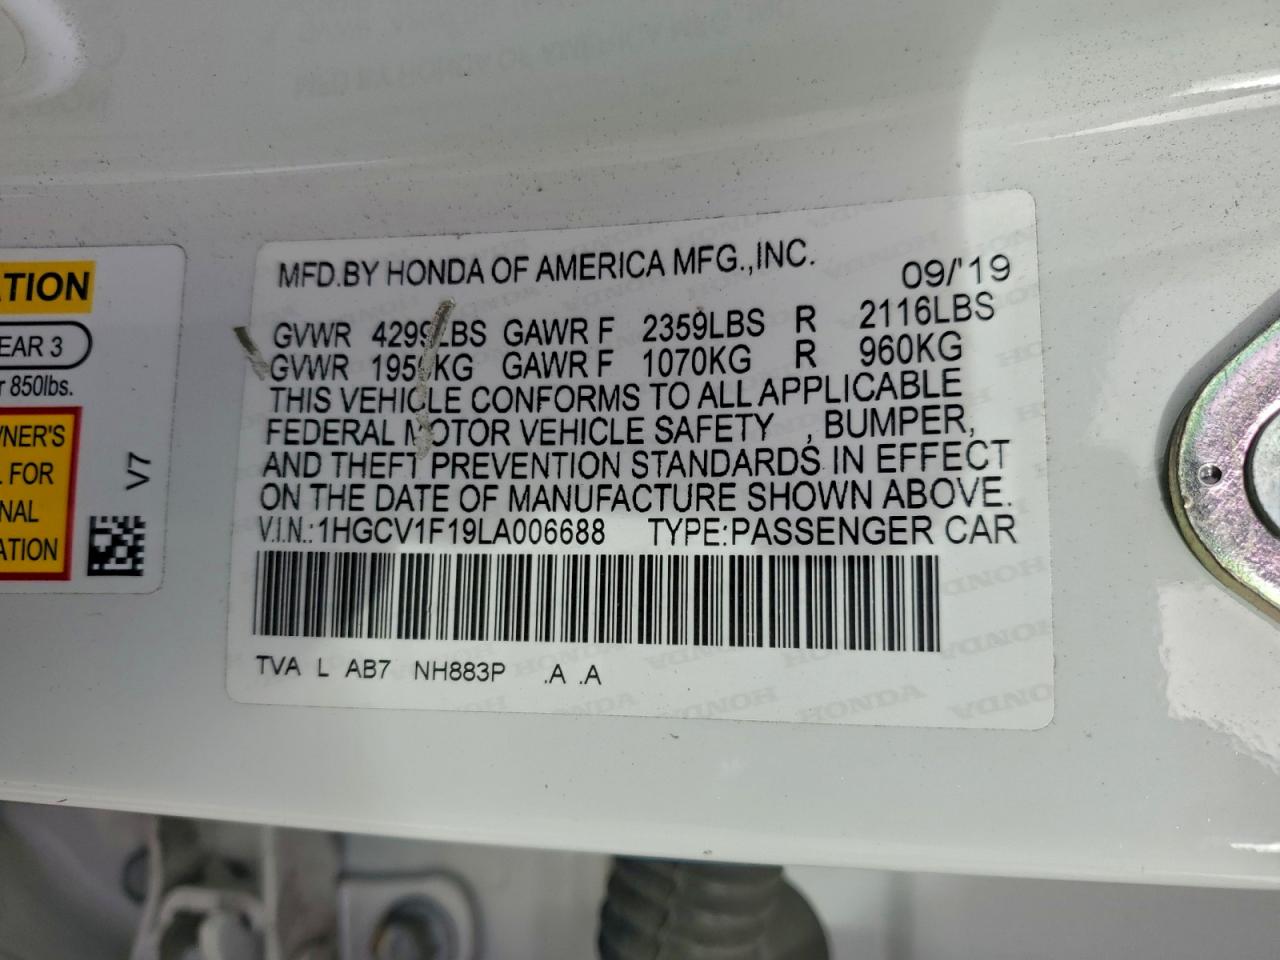 ATION
EAR 3
r 850lbs.
WNER'S
L FOR
NAL
ATION
V7
MFD.BY HONDA OF AMERICA MFG.,INC. 09/'19
GVWR 4299LBS GAWR F 2359LBS R 2116LBS
GVWR 1950KG GAWR F 1070KG R 960KG
THIS VEHICLE CONFORMS TO ALL APPLICABLE
FEDERAL MOTOR VEHICLE SAFETY , BUMPER,
AND THEFT PREVENTION STANDARDS IN EFFECT
ON THE DATE OF MANUFACTURE SHOWN ABOVE.
V.I.N.:1HGCV1F19LA006688 TYPE:PASSENGER CAR
TVA L AB7 NH883P .A .A